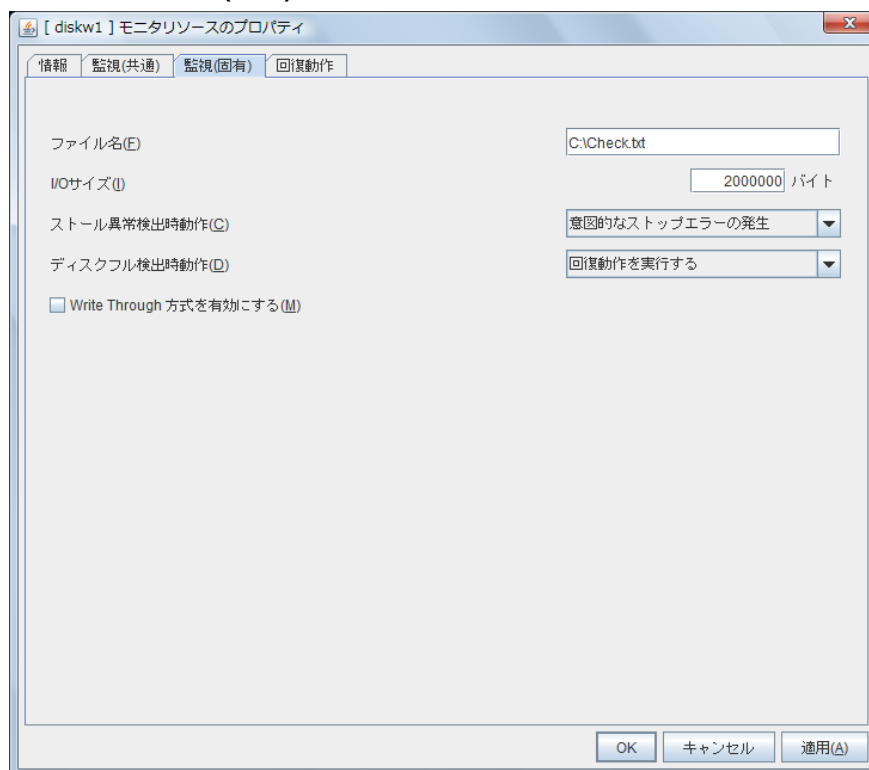 [ diskw1 ] モニタリソースのプロパティ
情報 監視(共通) 監視(固有) 回復動作
ファイル名(F) C:\Check.txt
I/Oサイズ(I) 2000000 バイト
ストール異常検出時動作(C) 意図的なストップエラーの発生
ディスクフル検出時動作(D) 回復動作を実行する
Write Through 方式を有効にする(M)
OK キャンセル 適用(A)